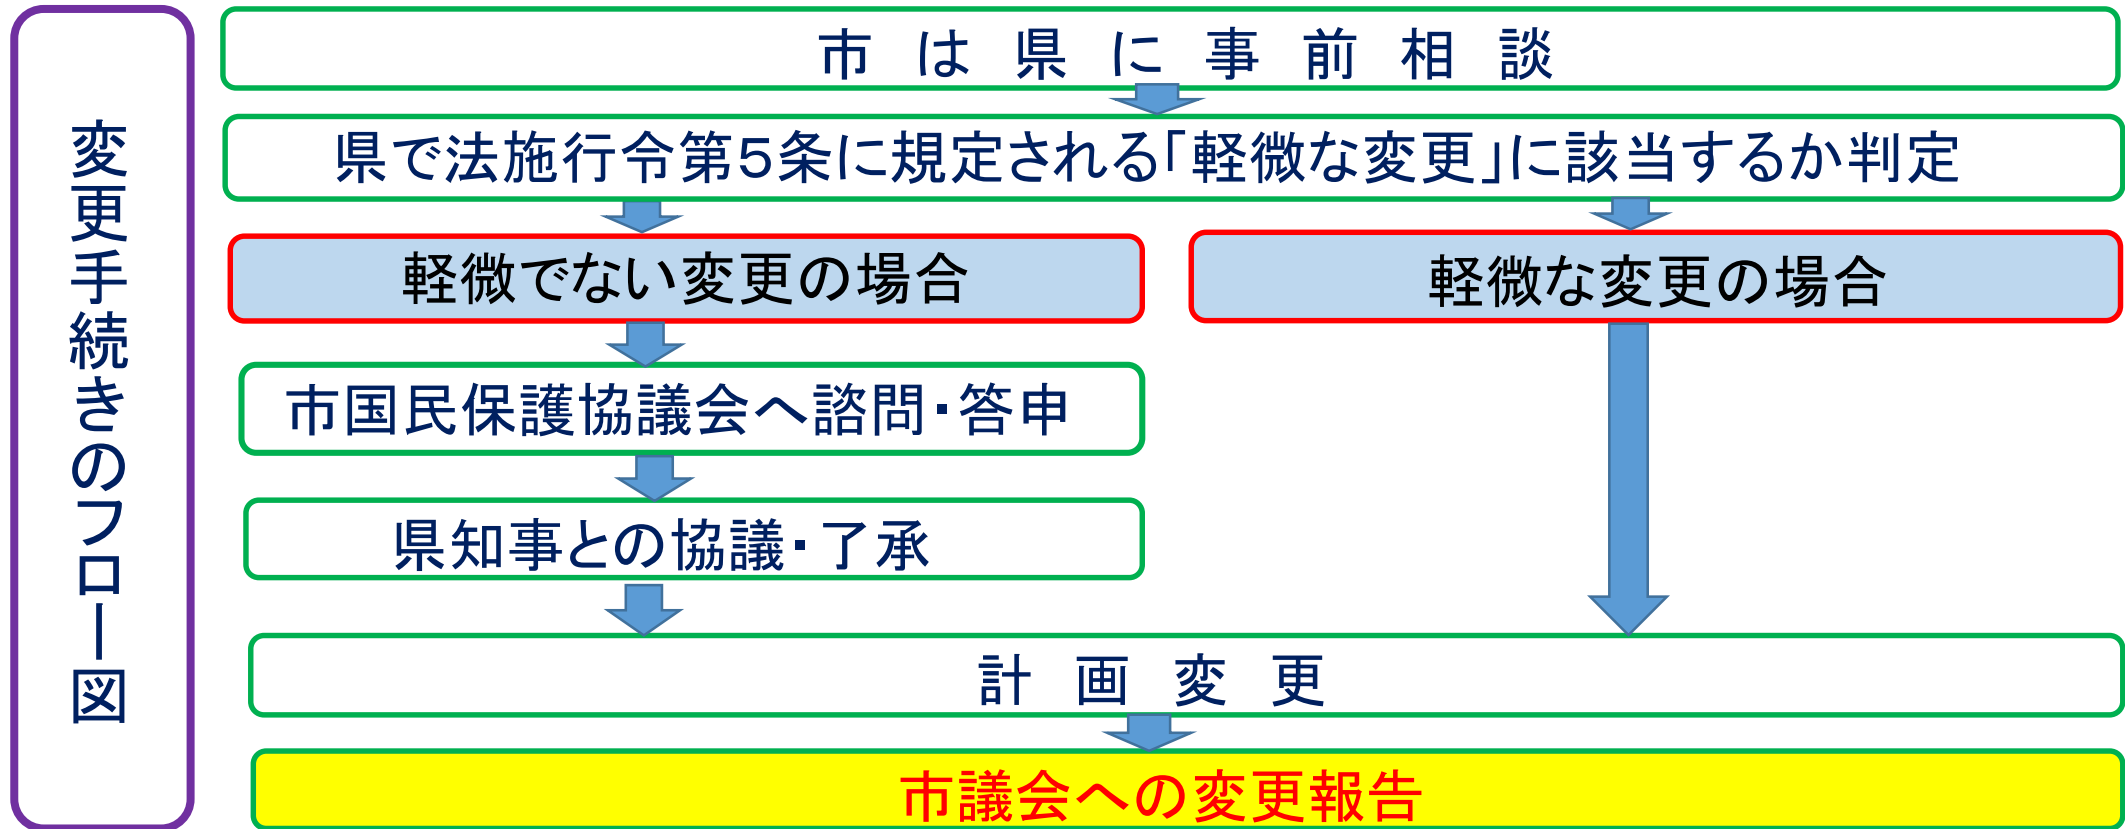 変更手続きのフロー図
市は県に事前相談
県で法施行令第5条に規定される「軽微な変更」に該当するか判定
軽微でない変更の場合
軽微な変更の場合
市国民保護協議会へ諮問・答申
県知事との協議・了承
計画変更
市議会への変更報告